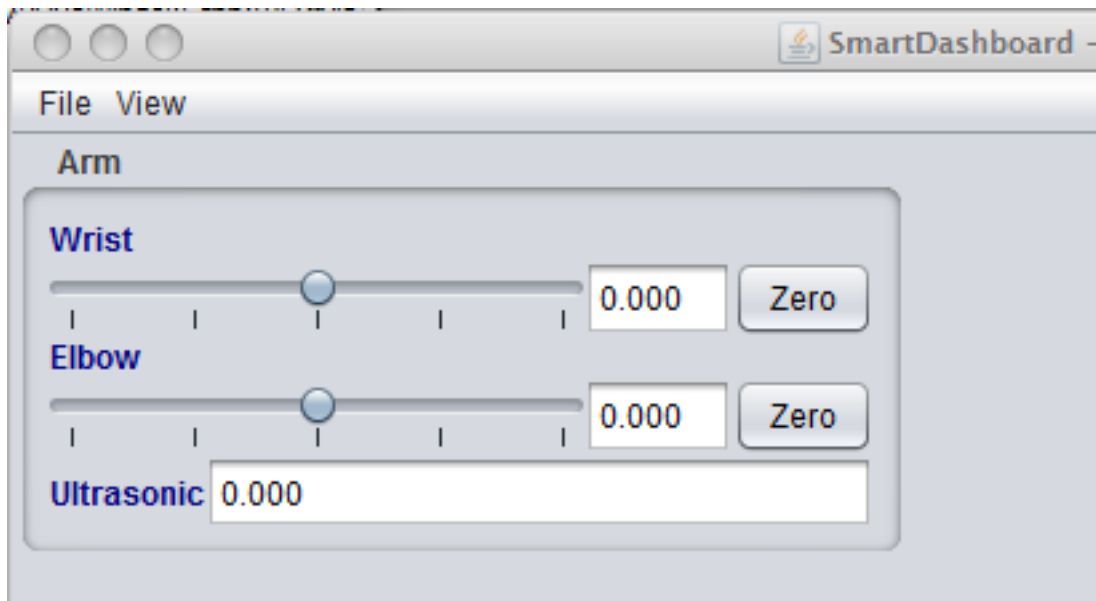 SmartDashboard -
File View
Arm
Wrist
0.000 Zero
Elbow
0.000 Zero
Ultrasonic 0.000